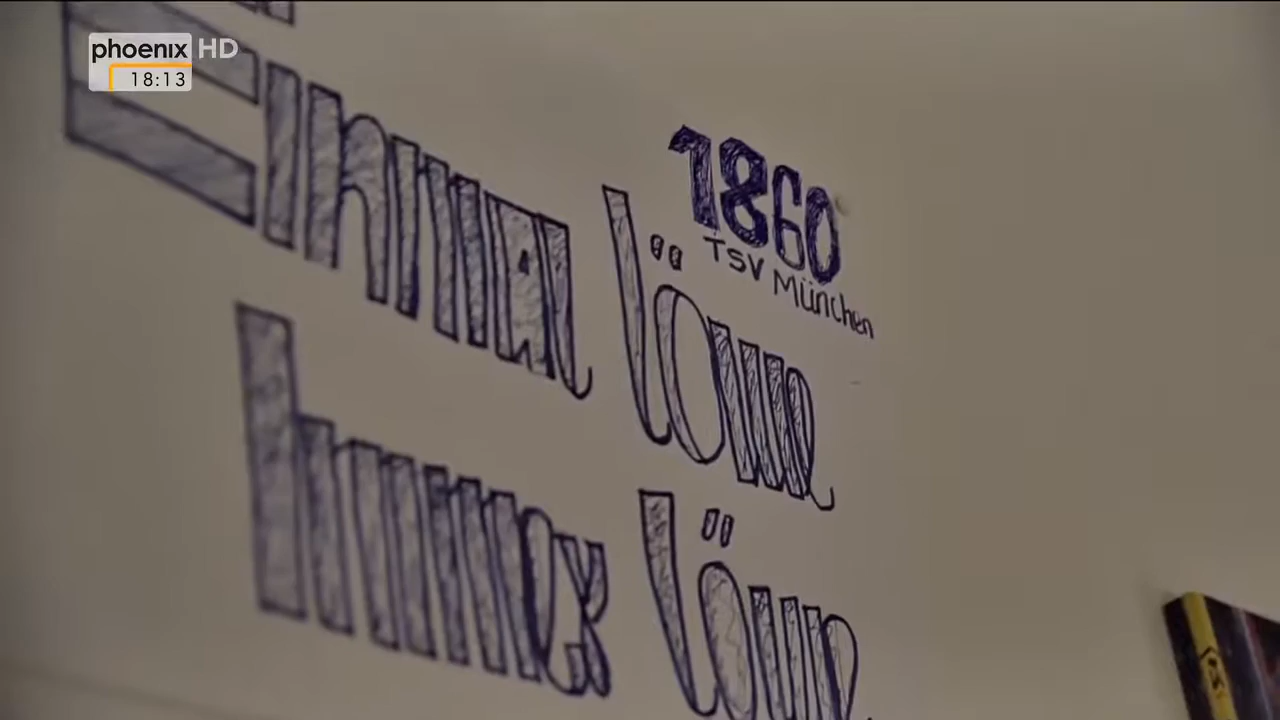 phoenix HD
18:13
1860
TSV München
Einmal Löwe
Immer Löwe